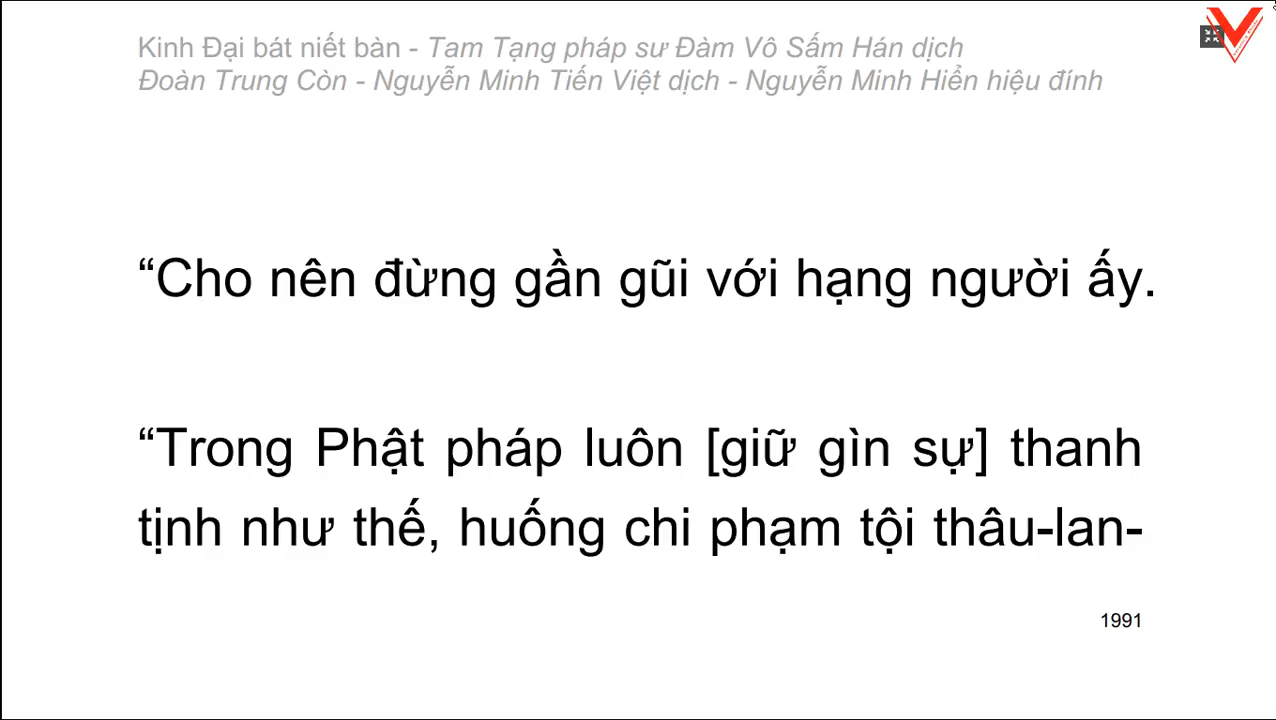 Kinh Đại bát niết bàn - Tam Tạng pháp sư Đàm Vô Sấm Hán dịch
Đoàn Trung Còn - Nguyễn Minh Tiến Việt dịch - Nguyễn Minh Hiển hiệu đính
“Cho nên đừng gần gũi với hạng người ấy.
“Trong Phật pháp luôn [giữ gìn sự] thanh
tịnh như thế, huống chi phạm tội thâu-lan-
1991